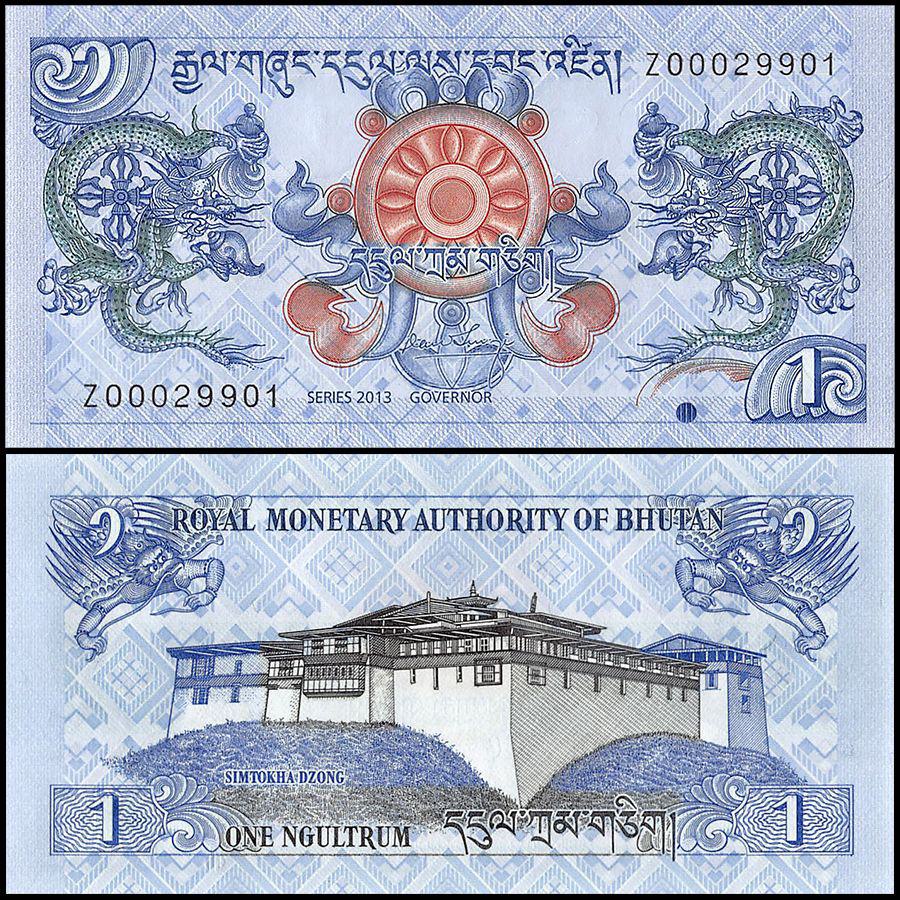 ༡
རྒྱལ་གཞུང་དངུལ་ལས་དབང་འཛིན།
Z00029901
དངུལ་ཀྲམ་གཅིག།
Z00029901
SERIES 2013 GOVERNOR
1
༡
ROYAL MONETARY AUTHORITY OF BHUTAN
༡
SIMTOKHA DZONG
1
ONE NGULTRUM
དངུལ་ཀྲམ་གཅིག།
1